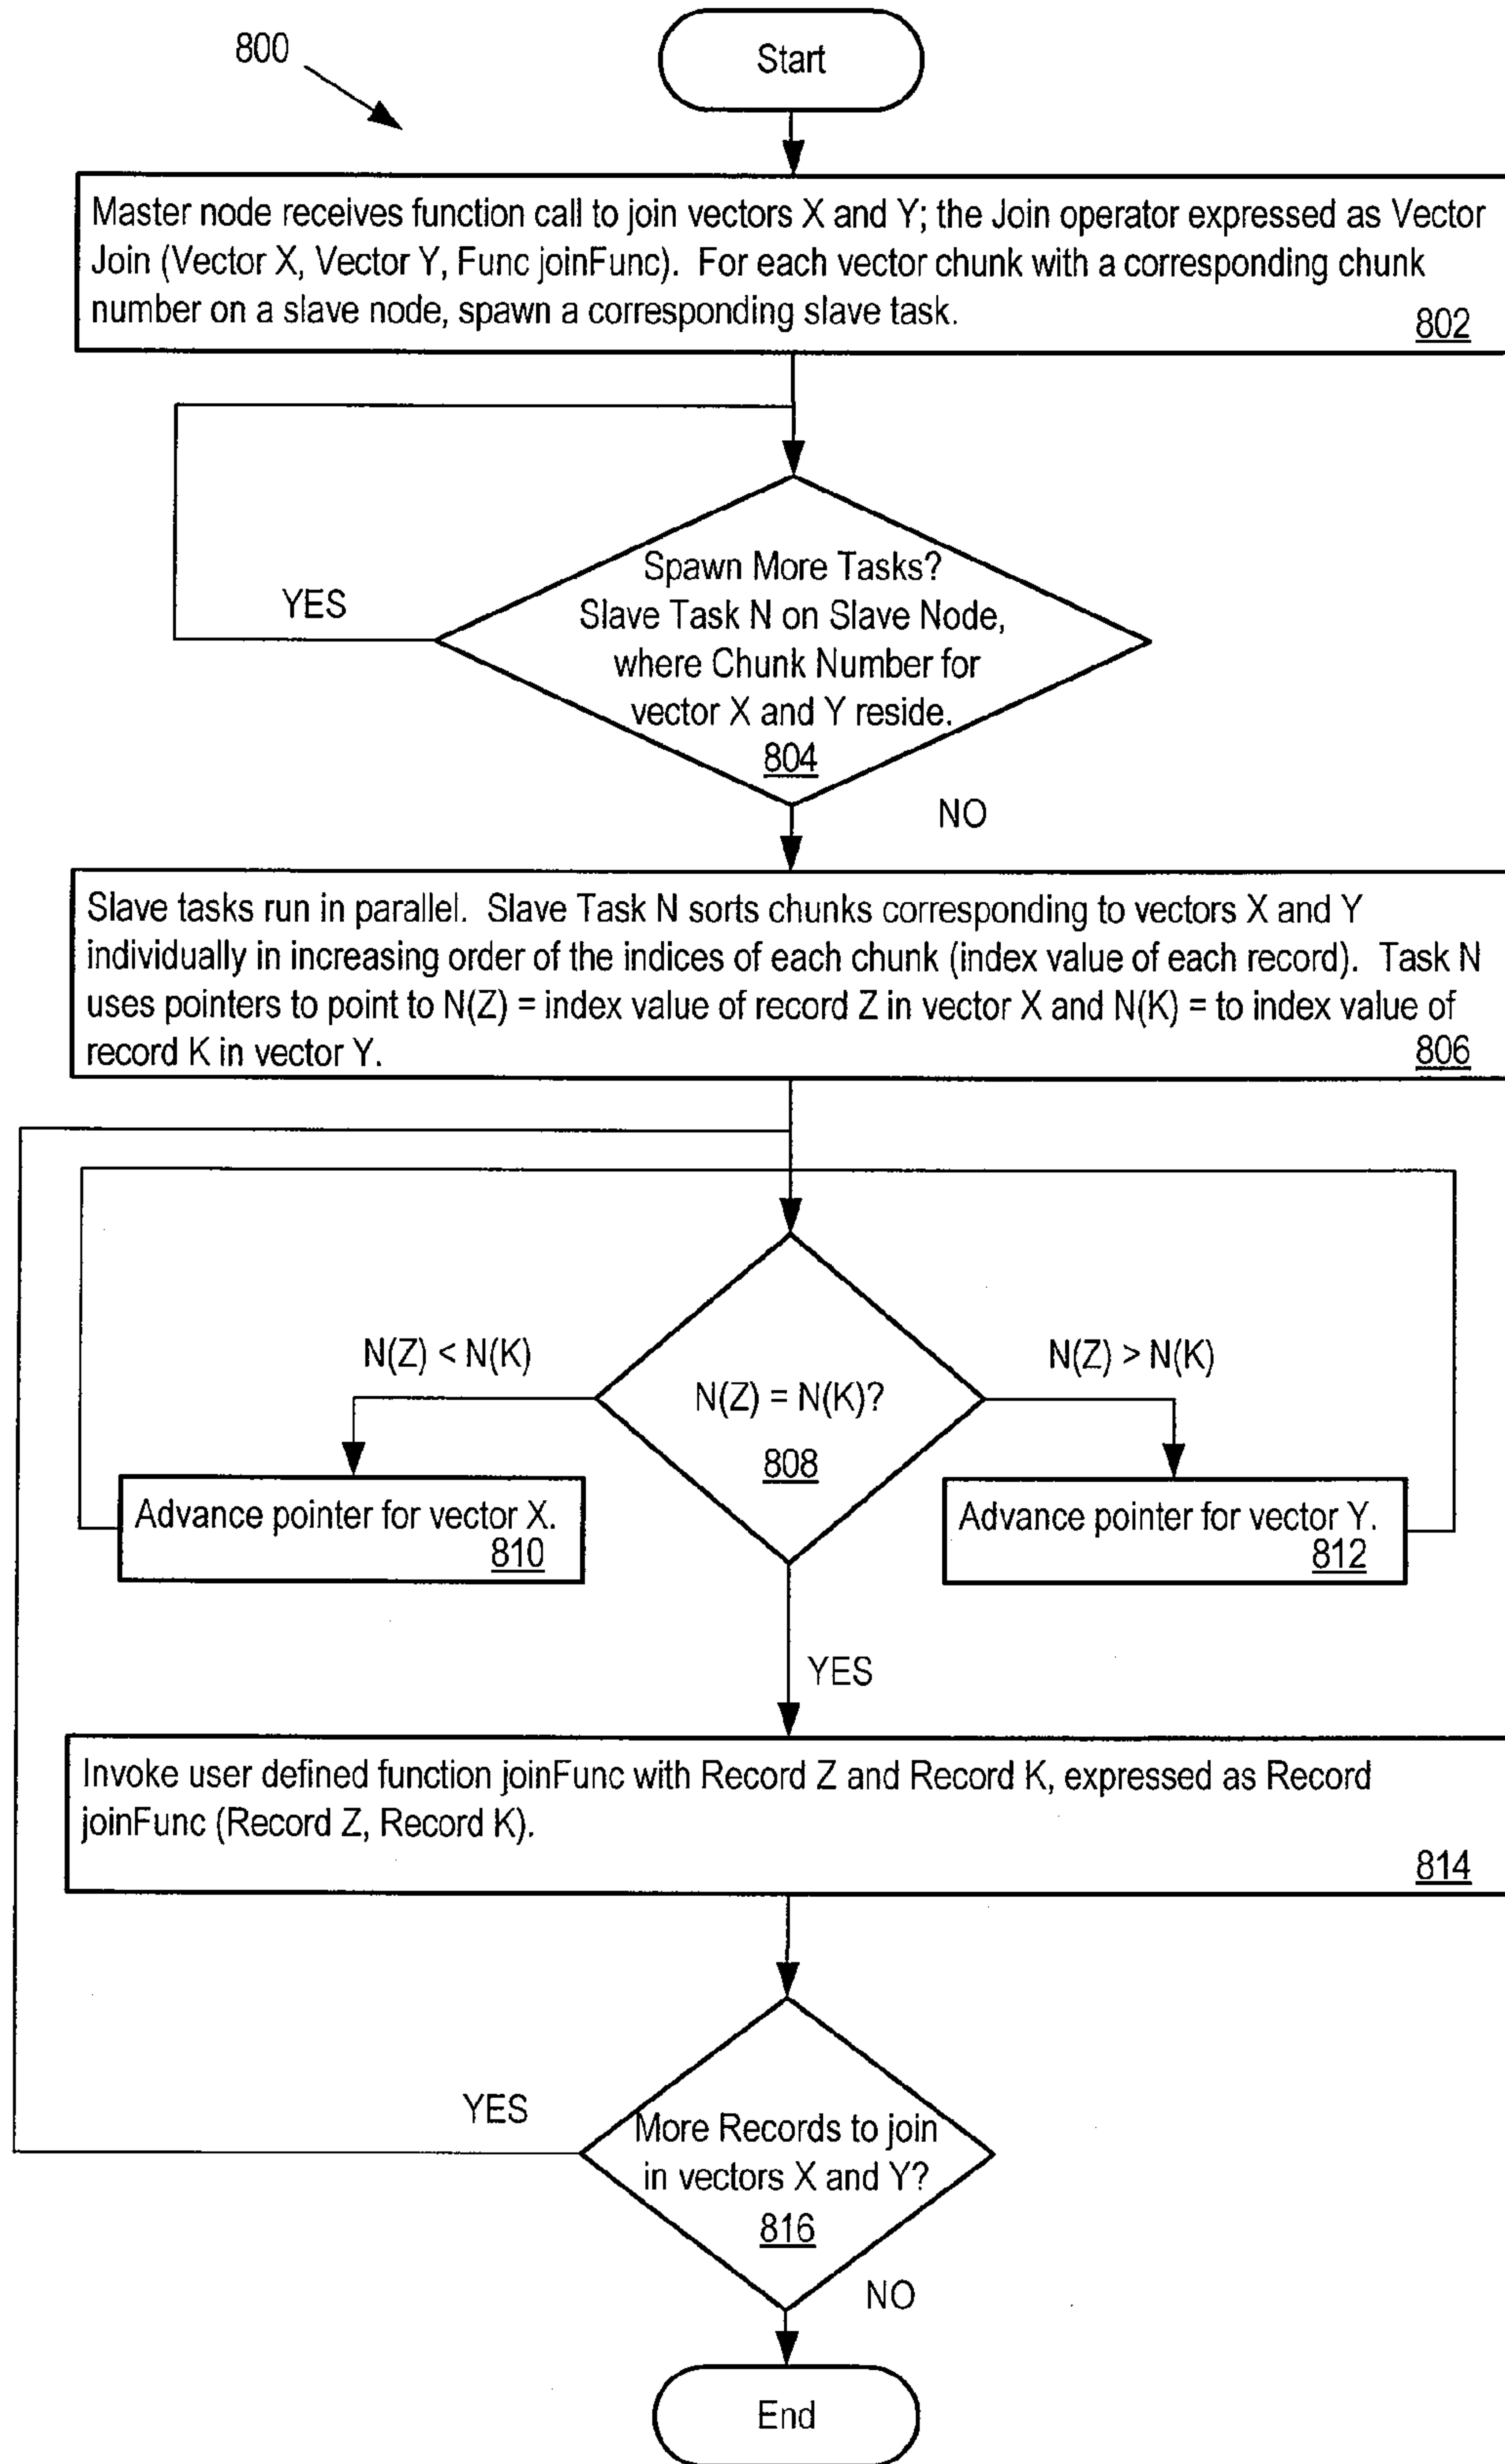 800
Start
Master node receives function call to join vectors X and Y; the Join operator expressed as Vector
Join (Vector X, Vector Y, Func joinFunc). For each vector chunk with a corresponding chunk
number on a slave node, spawn a corresponding slave task.
802
Spawn More Tasks?
Slave Task N on Slave Node,
where Chunk Number for
vector X and Y reside.
804
YES
NO
Slave tasks run in parallel. Slave Task N sorts chunks corresponding to vectors X and Y
individually in increasing order of the indices of each chunk (index value of each record). Task N
uses pointers to point to N(Z) = index value of record Z in vector X and N(K) = to index value of
record K in vector Y.
806
N(Z) < N(K)
N(Z) = N(K)?
808
N(Z) > N(K)
Advance pointer for vector X.
810
Advance pointer for vector Y.
812
YES
Invoke user defined function joinFunc with Record Z and Record K, expressed as Record
joinFunc (Record Z, Record K).
814
YES
More Records to join
in vectors X and Y?
816
NO
End